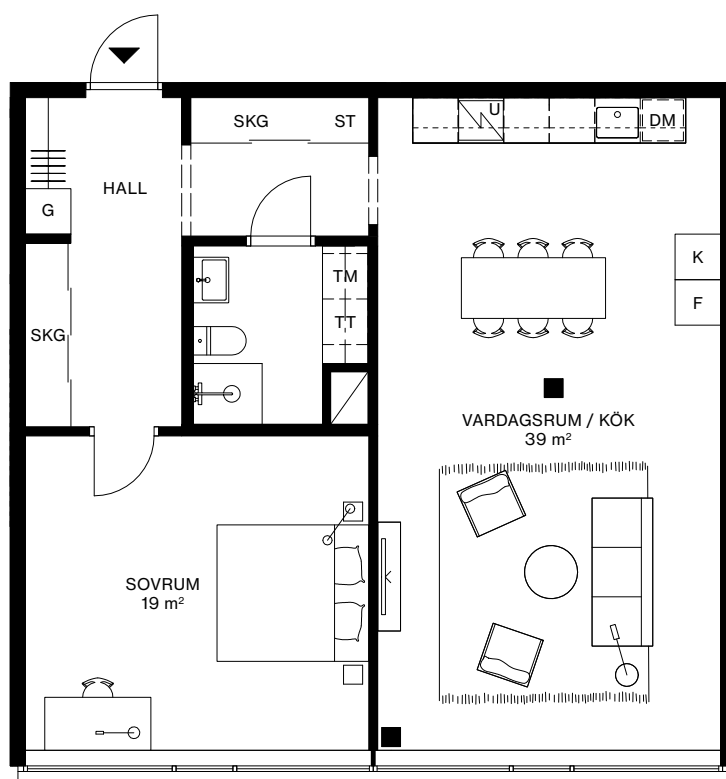 SKG
ST
U
DM
HALL
G
K
F
TM
TT
SKG
VARDAGSRUM / KÖK
39 m²
SOVRUM
19 m²